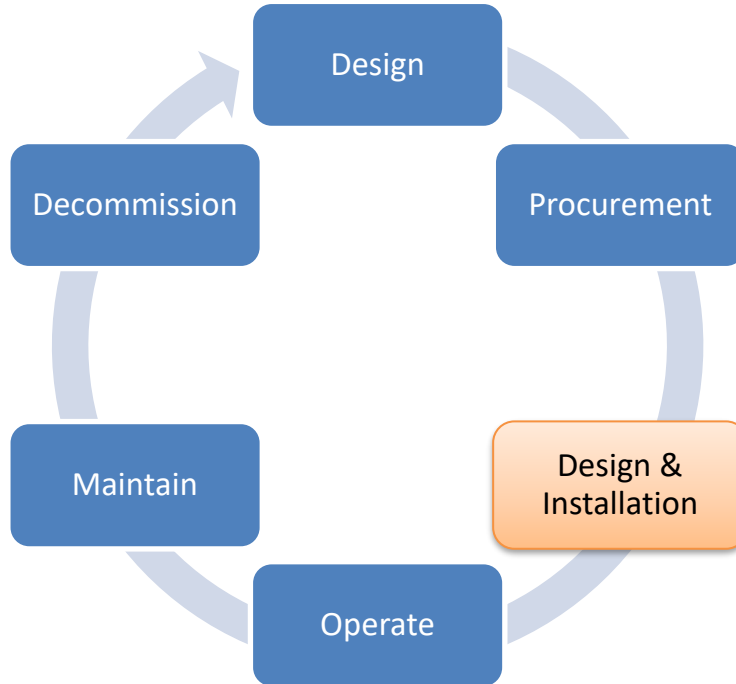 Design
Procurement
Design &
Installation
Operate
Maintain
Decommission